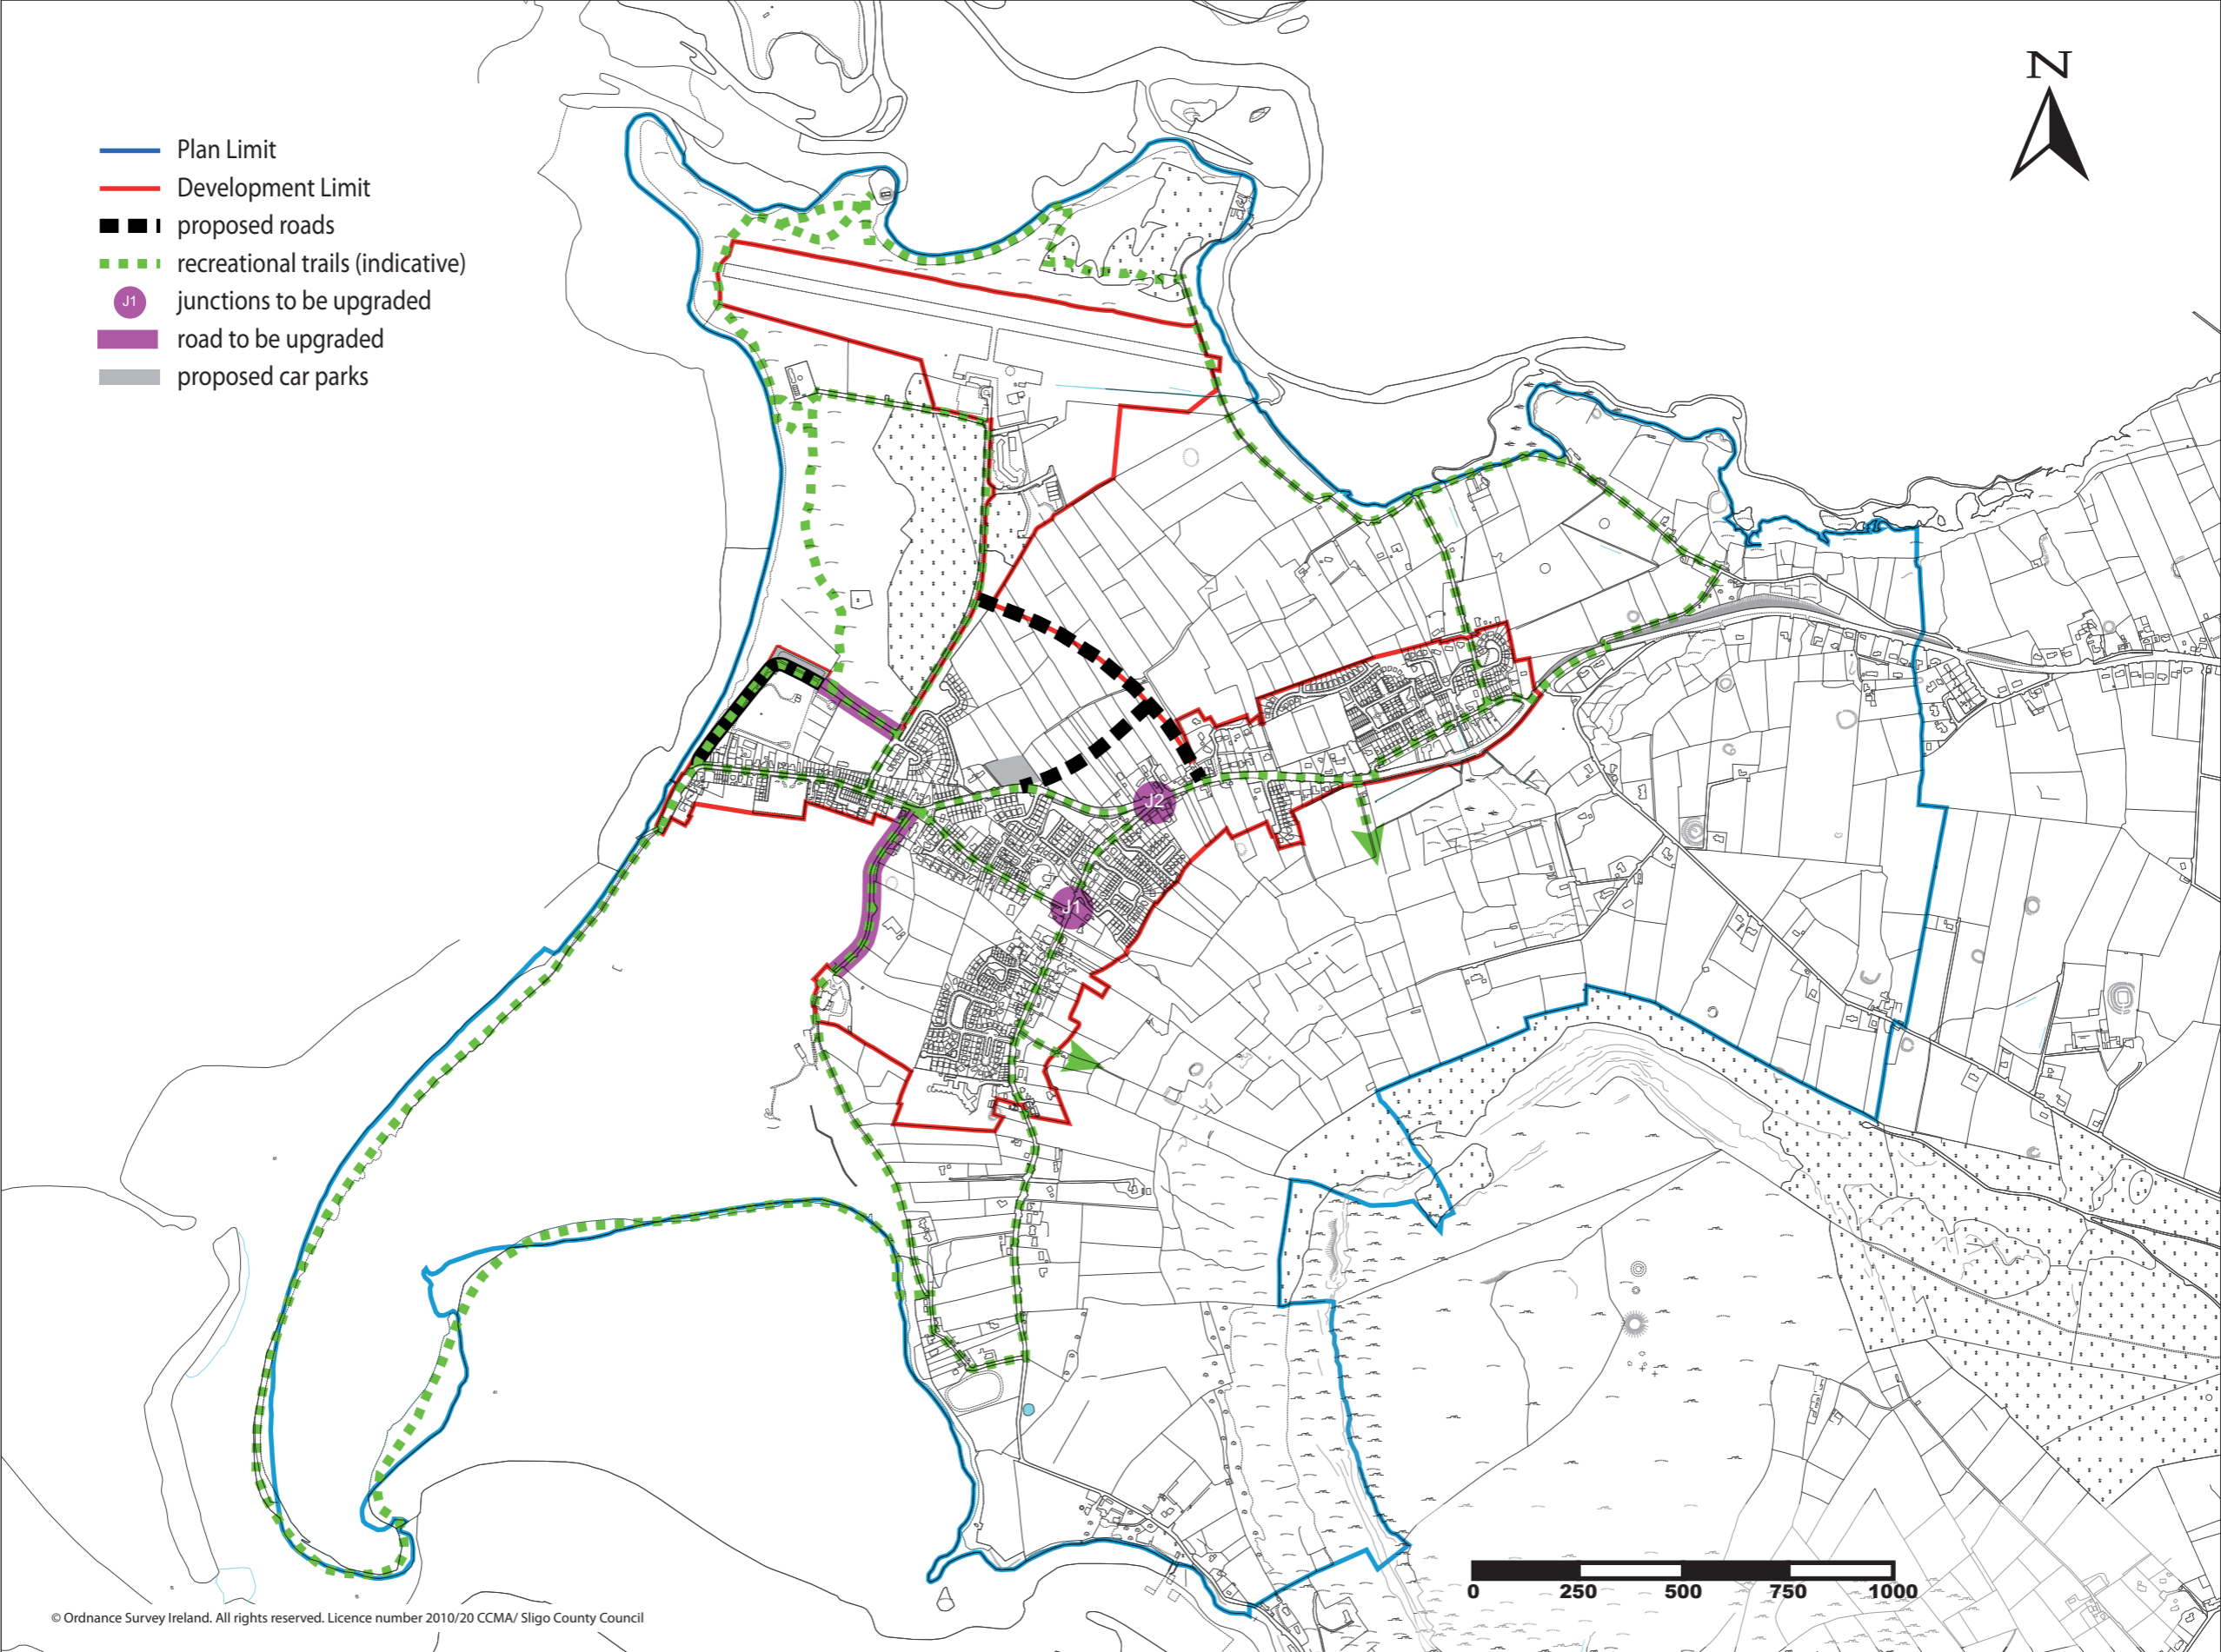 N
Plan Limit
Development Limit
proposed roads
recreational trails (indicative)
J1 junctions to be upgraded
road to be upgraded
proposed car parks
J2
J1
0 250 500 750 1000
© Ordnance Survey Ireland. All rights reserved. Licence number 2010/20 CCMA/ Sligo County Council